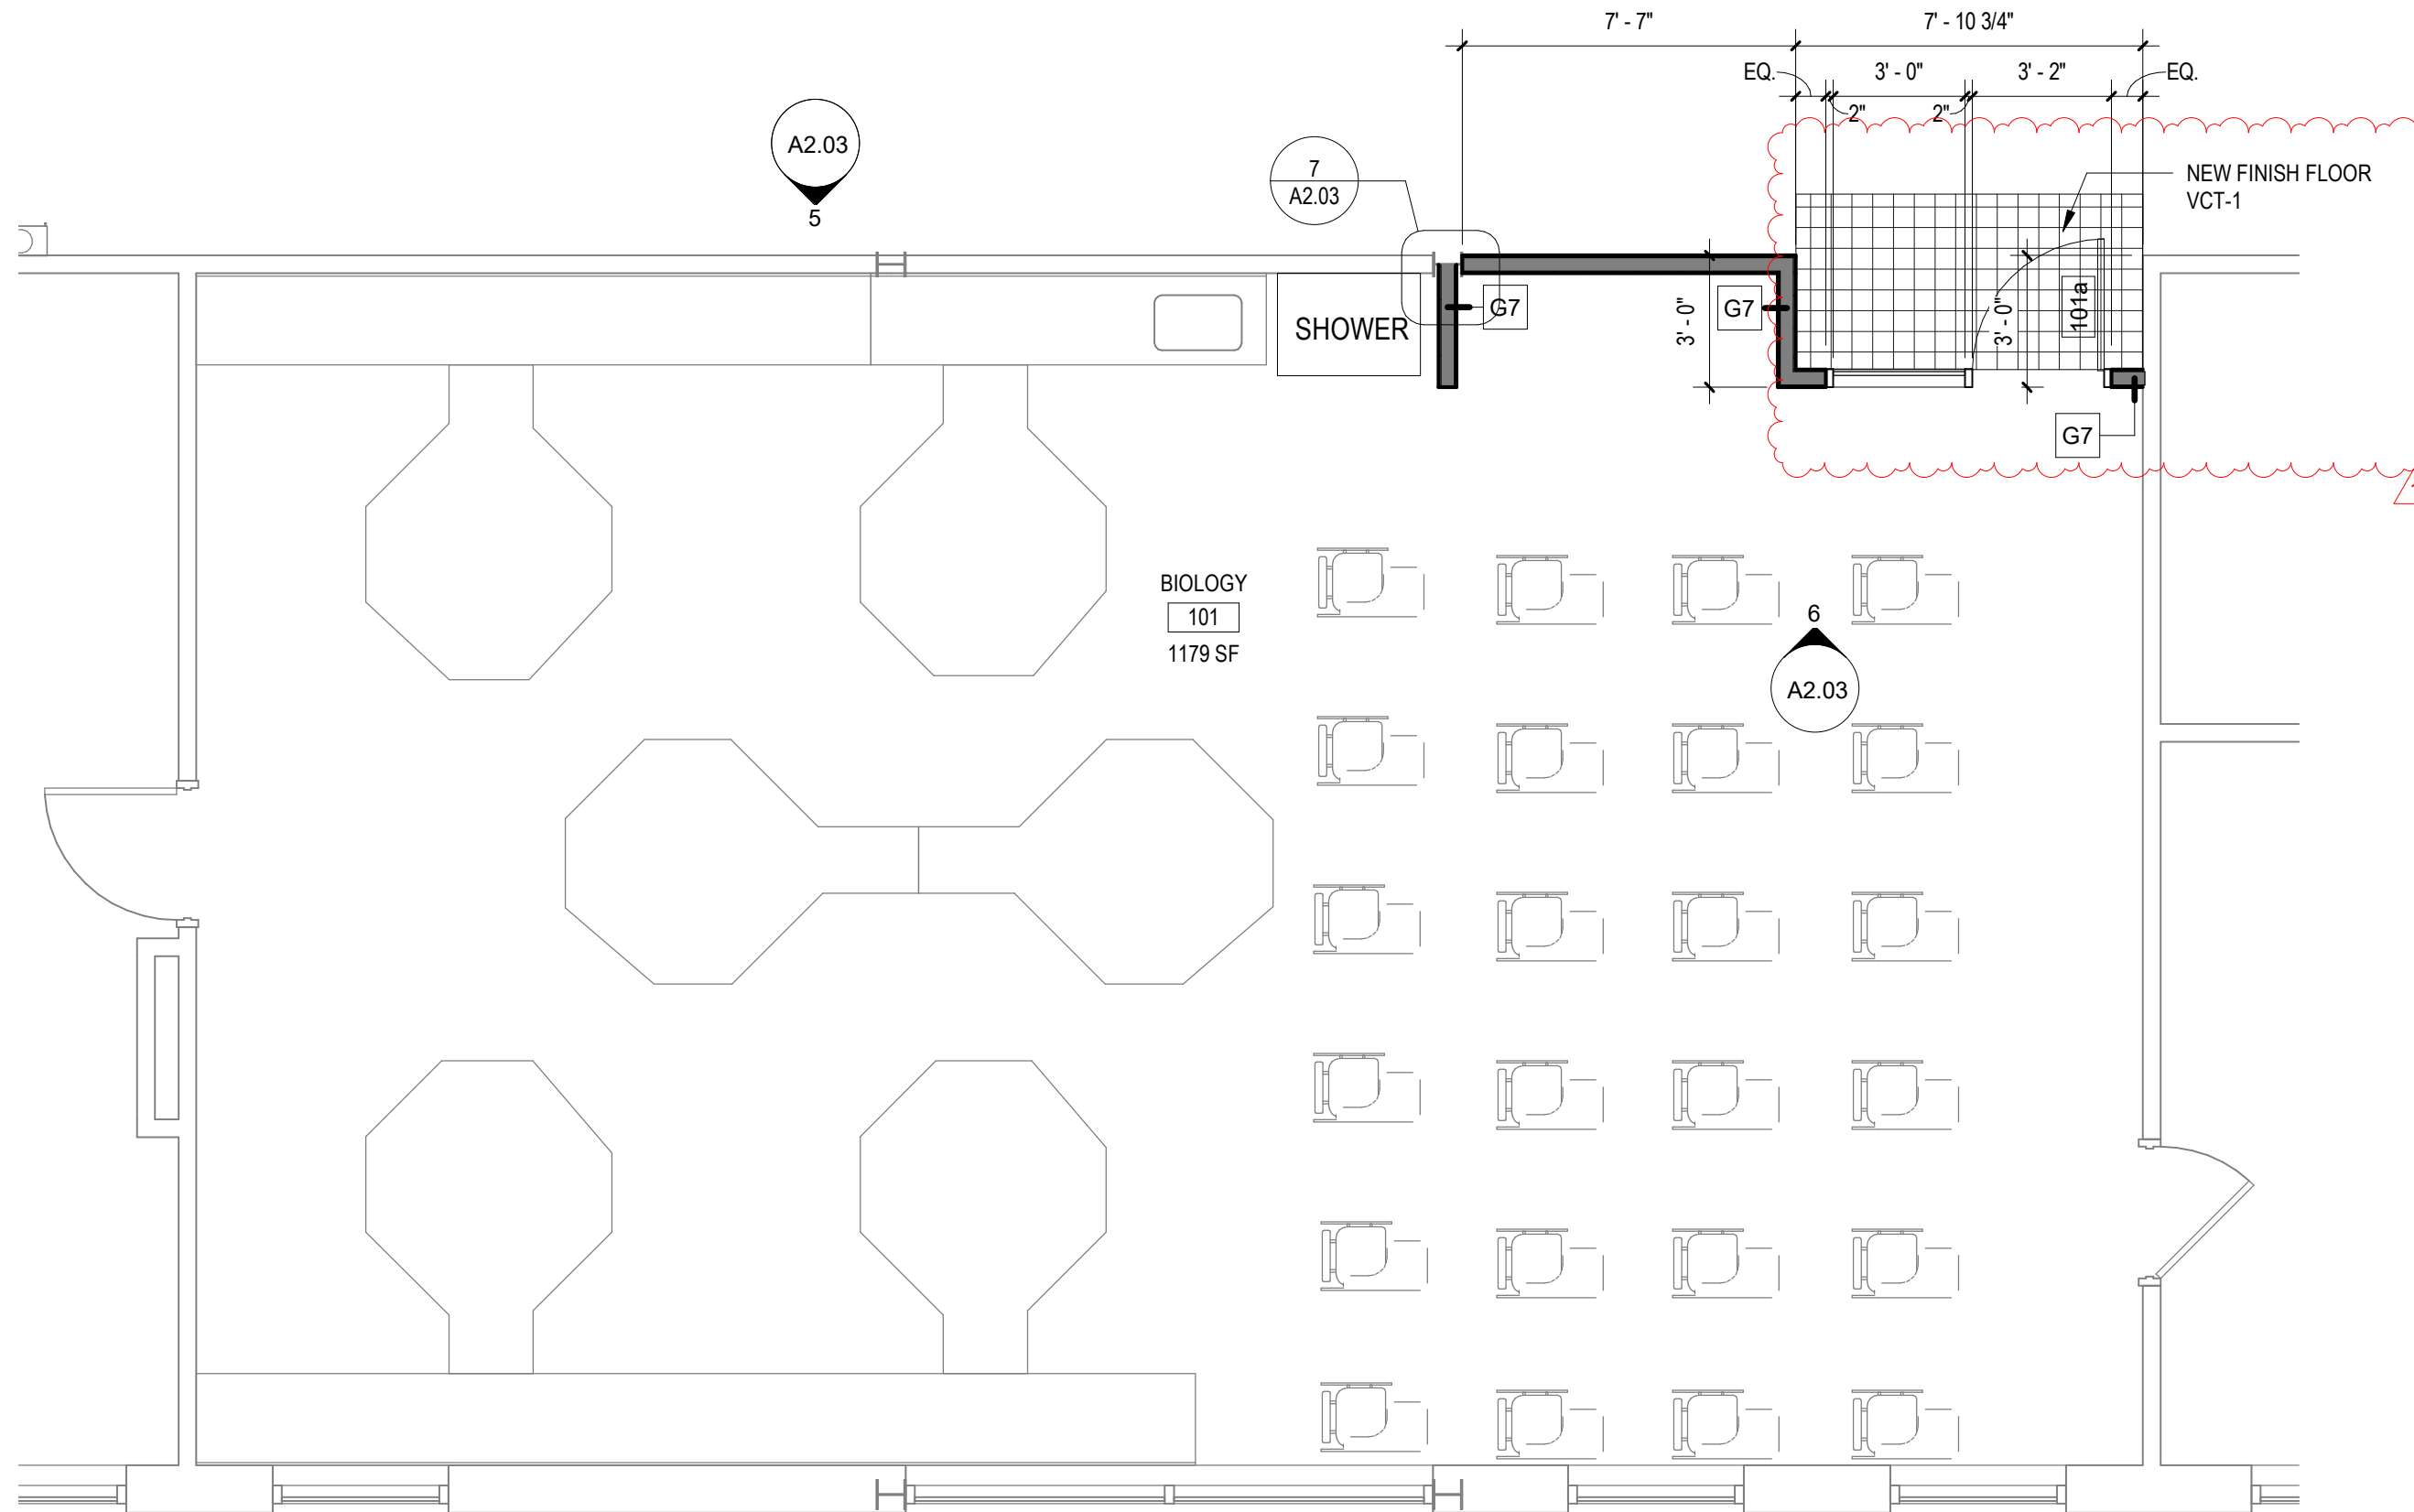 7' - 7"
7' - 10 3/4"
EQ.
3' - 0"
3' - 2"
EQ.
2"
2"
A2.03
5
7
A2.03
NEW FINISH FLOOR
VCT-1
SHOWER
G7
G7
3' - 0"
3' - 0"
101a
G7
BIOLOGY
101
1179 SF
6
A2.03